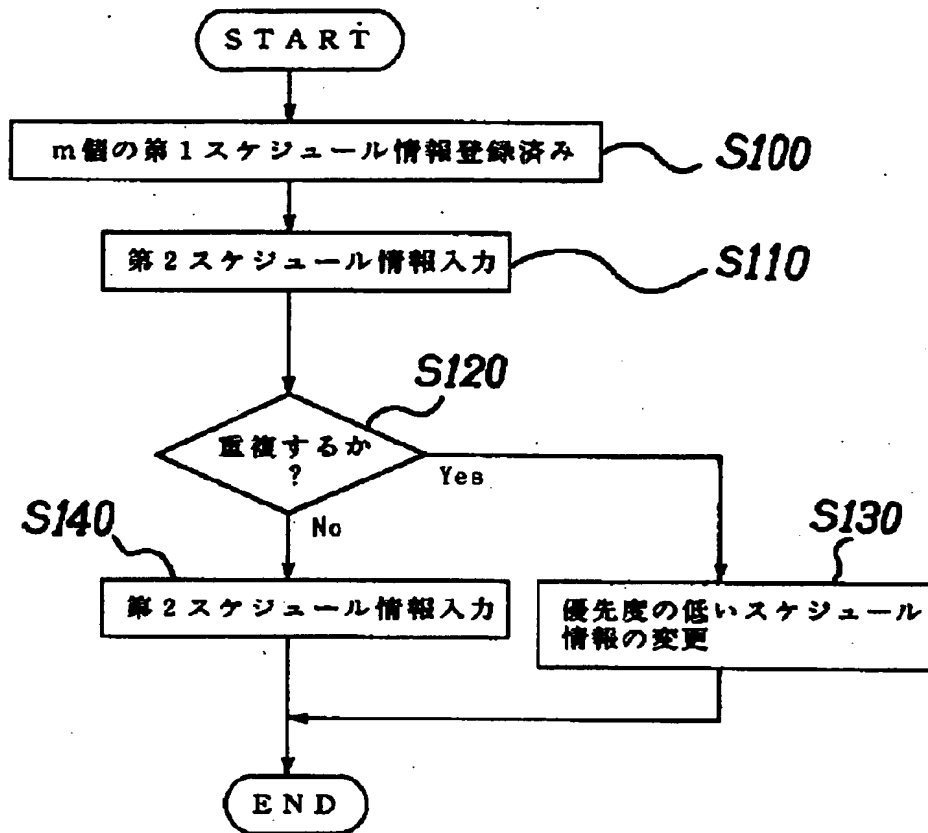 START
m個の第1スケジュール情報登録済み
S100
第2スケジュール情報入力
S110
S120
重複するか
?
Yes
No
S140
S130
第2スケジュール情報入力
優先度の低いスケジュール
情報の変更
END